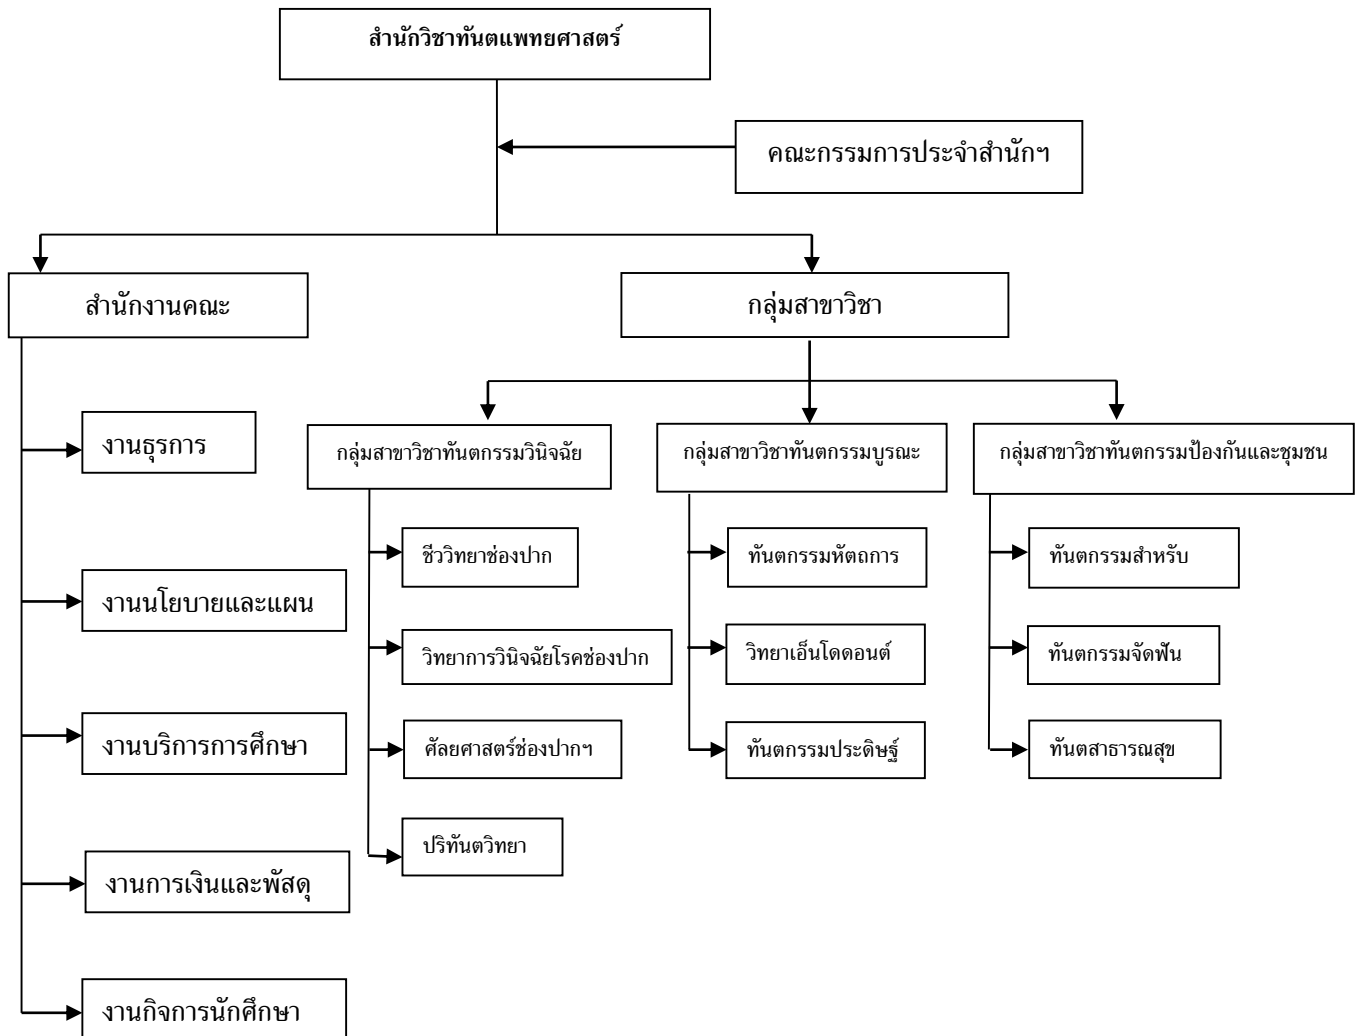 สำนักวิชาทันตแพทยศาสตร์
คณะกรรมการประจำสำนักฯ
สำนักงานคณะ
กลุ่มสาขาวิชา
งานธุรการ
งานนโยบายและแผน
งานบริการการศึกษา
งานการเงินและพัสดุ
งานกิจการนักศึกษา
กลุ่มสาขาวิชาทันตกรรมวินิจฉัย
ชีววิทยาช่องปาก
วิทยาการวินิจฉัยโรคช่องปาก
ศัลยศาสตร์ช่องปากฯ
ปริทันตวิทยา
กลุ่มสาขาวิชาทันตกรรมบูรณะ
ทันตกรรมหัตถการ
วิทยาเอ็นโดดอนต์
ทันตกรรมประดิษฐ์
กลุ่มสาขาวิชาทันตกรรมป้องกันและชุมชน
ทันตกรรมสำหรับ
ทันตกรรมจัดฟัน
ทันตสาธารณสุข